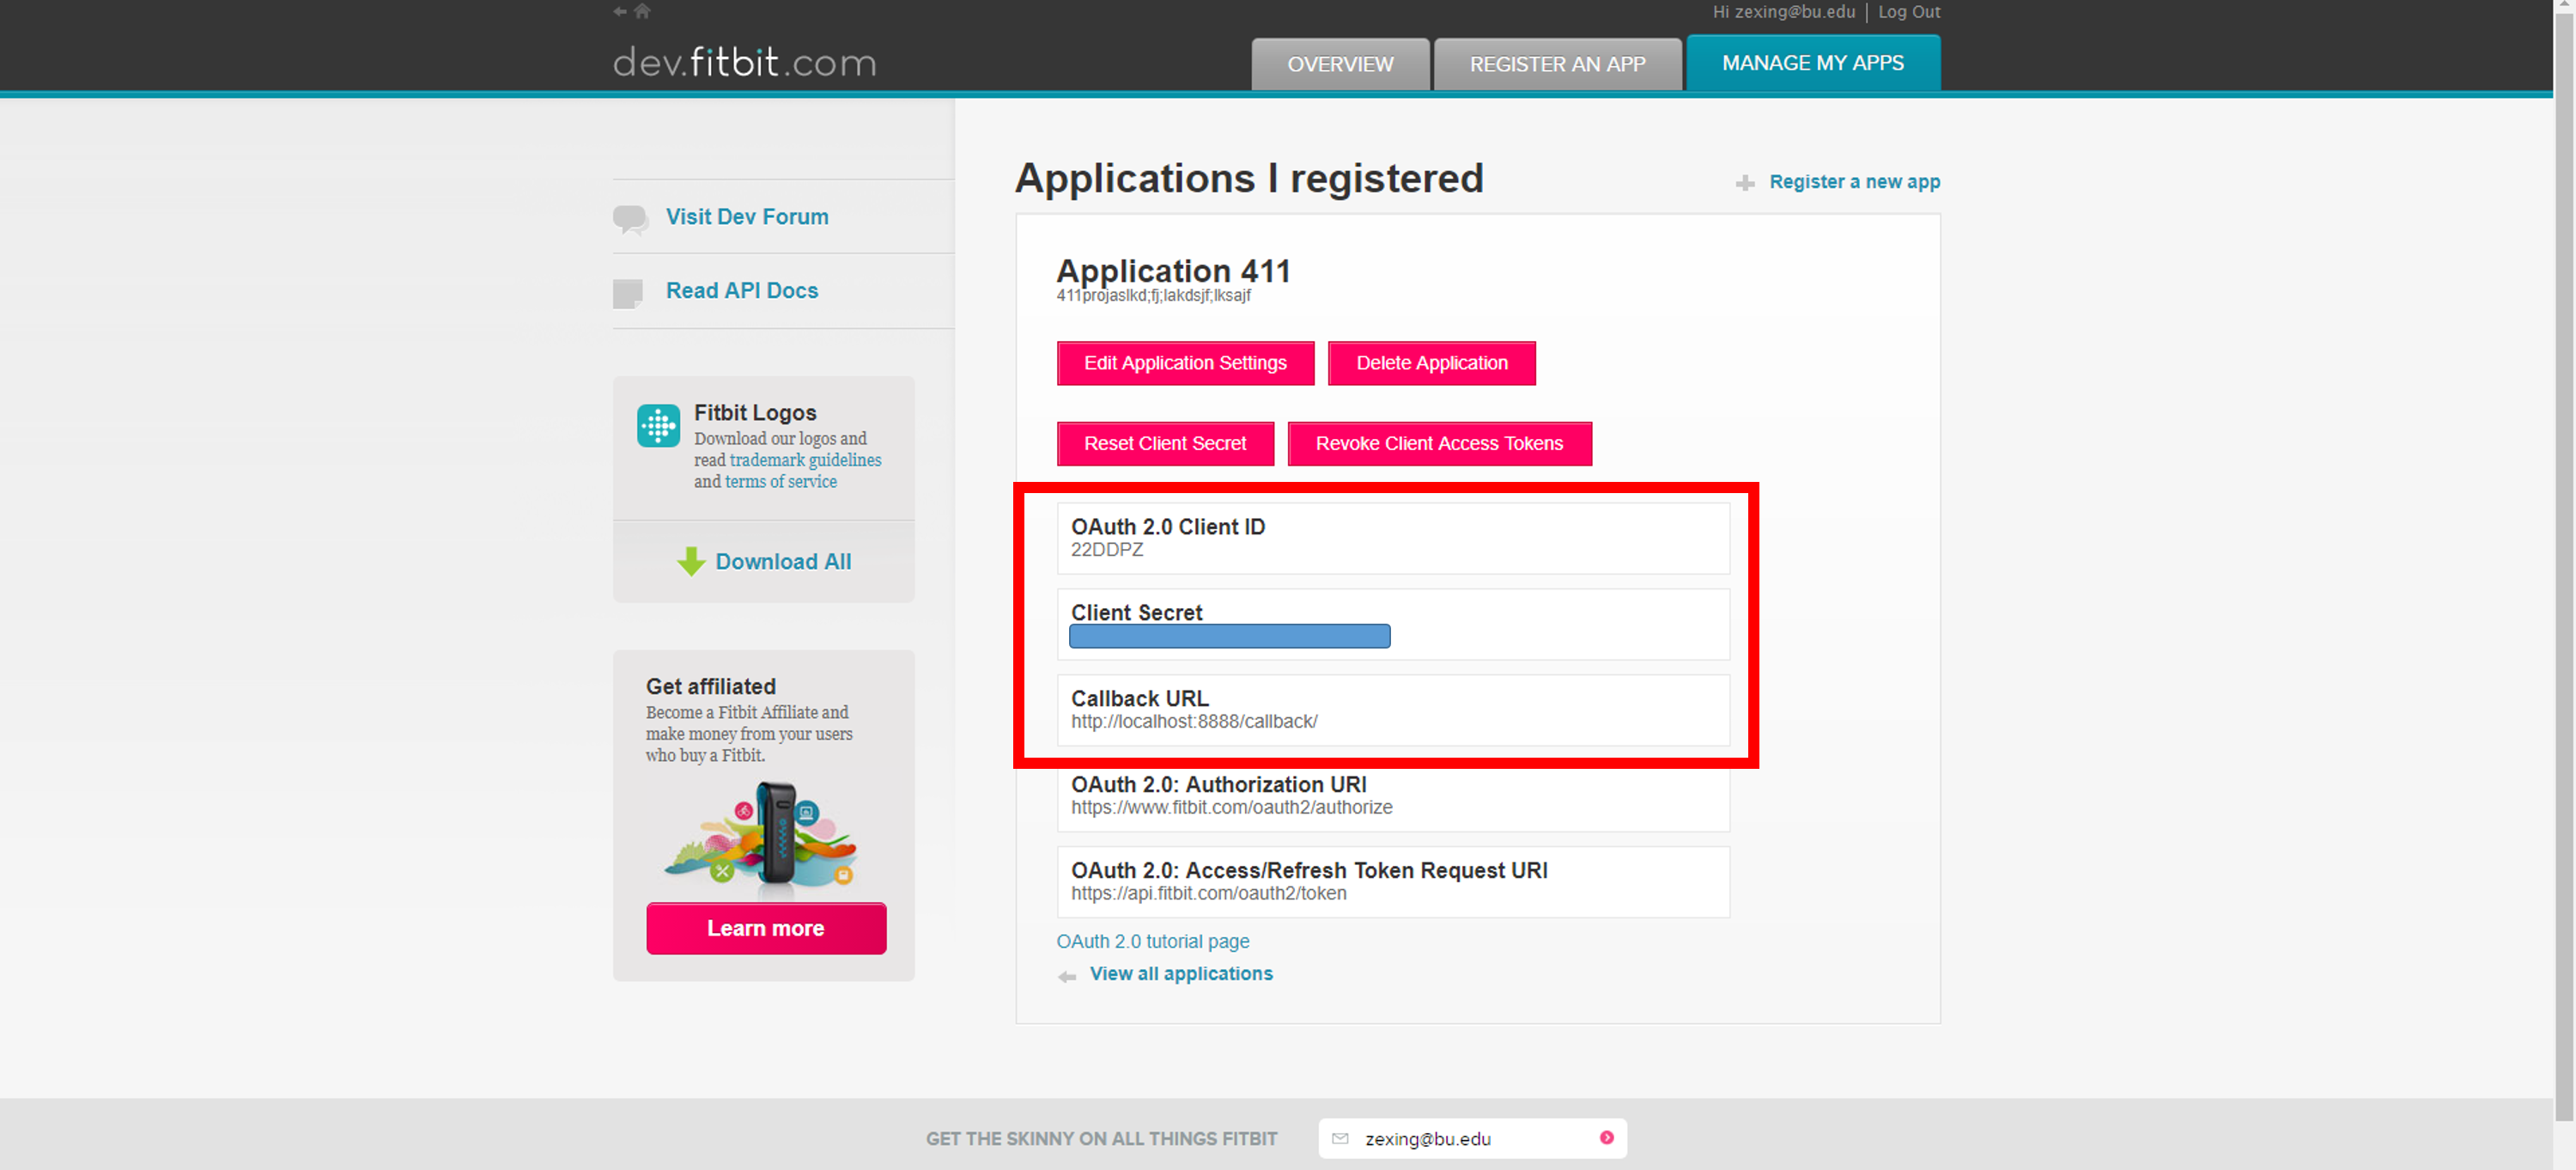 Hi zexing@bu.edu | Log Out
dev.fitbit.com
OVERVIEW
REGISTER AN APP
MANAGE MY APPS
Visit Dev Forum
Read API Docs
Fitbit Logos
Download our logos and
read trademark guidelines
and terms of service
Download All
Get affiliated
Become a Fitbit Affiliate and
make money from your users
who buy a Fitbit.
Learn more
Applications I registered
Register a new app
Application 411
411projaslkd;fj;lakdsjf;lksajf
Edit Application Settings
Delete Application
Reset Client Secret
Revoke Client Access Tokens
OAuth 2.0 Client ID
22DDPZ
Client Secret
Callback URL
http://localhost:8888/callback/
OAuth 2.0: Authorization URI
https://www.fitbit.com/oauth2/authorize
OAuth 2.0: Access/Refresh Token Request URI
https://api.fitbit.com/oauth2/token
OAuth 2.0 tutorial page
View all applications
GET THE SKINNY ON ALL THINGS FITBIT
zexing@bu.edu